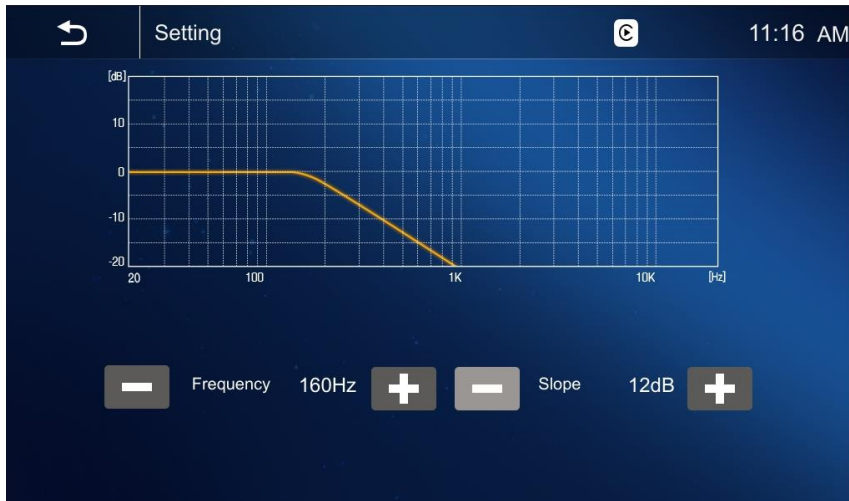 Setting
11:16 AM
[dB]
10
0
-10
-20
20 100 1K 10K [Hz]
Frequency 160Hz Slope 12dB